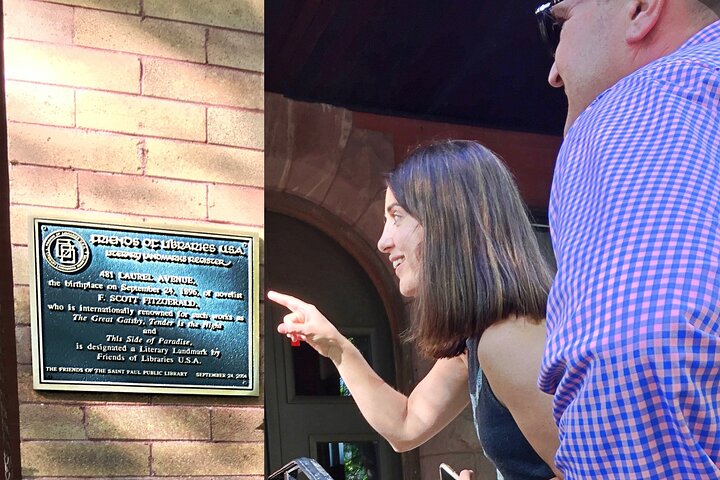 FRIENDS OF LIBRARIES U.S.A.
LITERARY LANDMARKS REGISTER
481 LAUREL AVENUE,
the birthplace on September 24, 1896, of novelist
F. SCOTT FITZGERALD,
who is internationally renowned for such works as
The Great Gatsby, Tender is the Night
and
This Side of Paradise,
is designated a Literary Landmark by
Friends of Libraries U.S.A.
THE FRIENDS OF THE SAINT PAUL PUBLIC LIBRARY SEPTEMBER 24, 2004